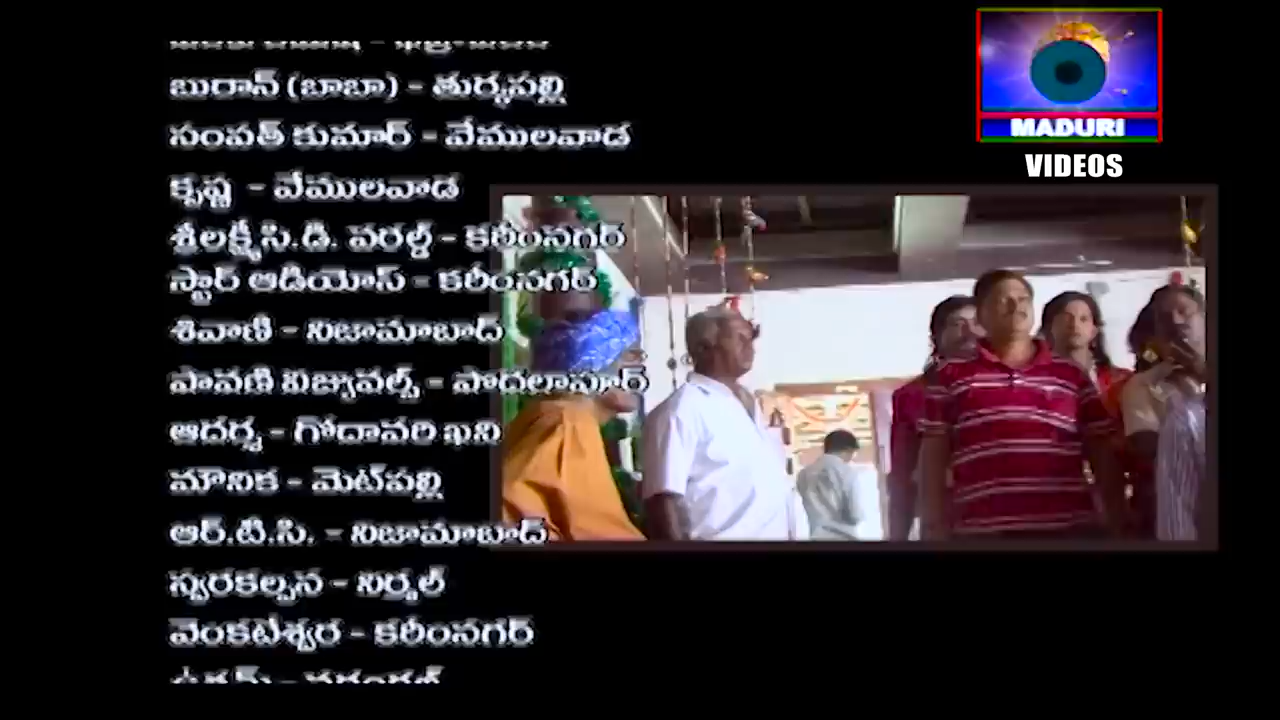 బురాన్ (బాబా) - తుర్కపల్లి
సంపత్ కుమార్ - వేములవాడ
కృష్ణ - వేములవాడ
శ్రీలక్ష్మీ సి.డి. వరల్డ్ - కరీంనగర్
స్టార్ ఆడియోస్ - కరీంనగర్
శివాణి - నిజామాబాద్
పావణి విజ్యువల్స్ - పొదలాపూర్
ఆదర్శ - గోదావరి ఖని
మౌనిక - మెట్‌పల్లి
ఆర్.టి.సి. - నిజామాబాద్
స్వరకల్పన - నిర్మల్
వెంకటేశ్వర - కరీంనగర్
MADURI
VIDEOS